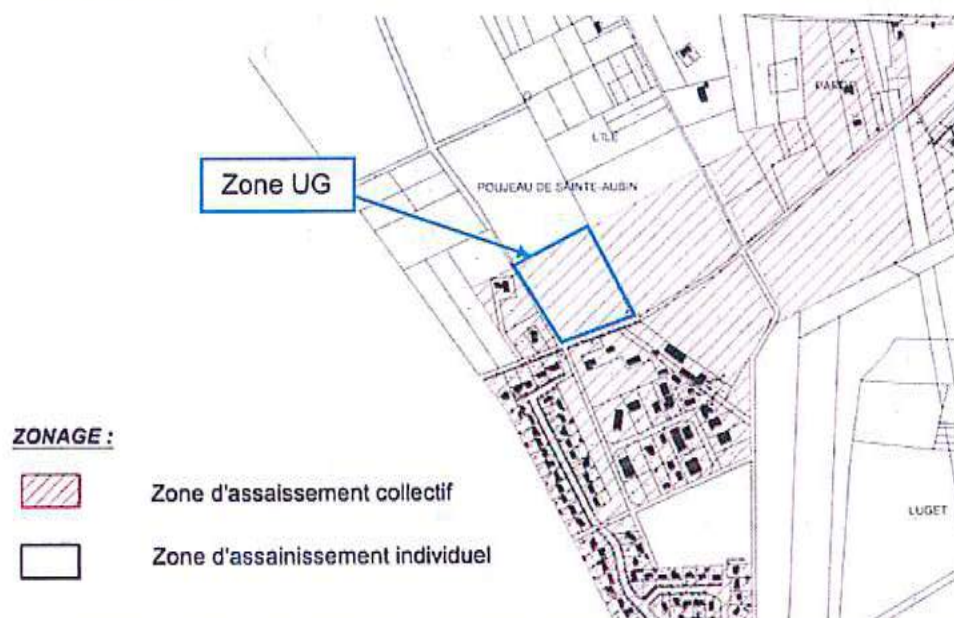 Zone UG
L'ILE
POUJEAU DE SAINTE-AUBIN
LUGET
ZONAGE :
Zone d'assaissement collectif
Zone d'assainissement individuel